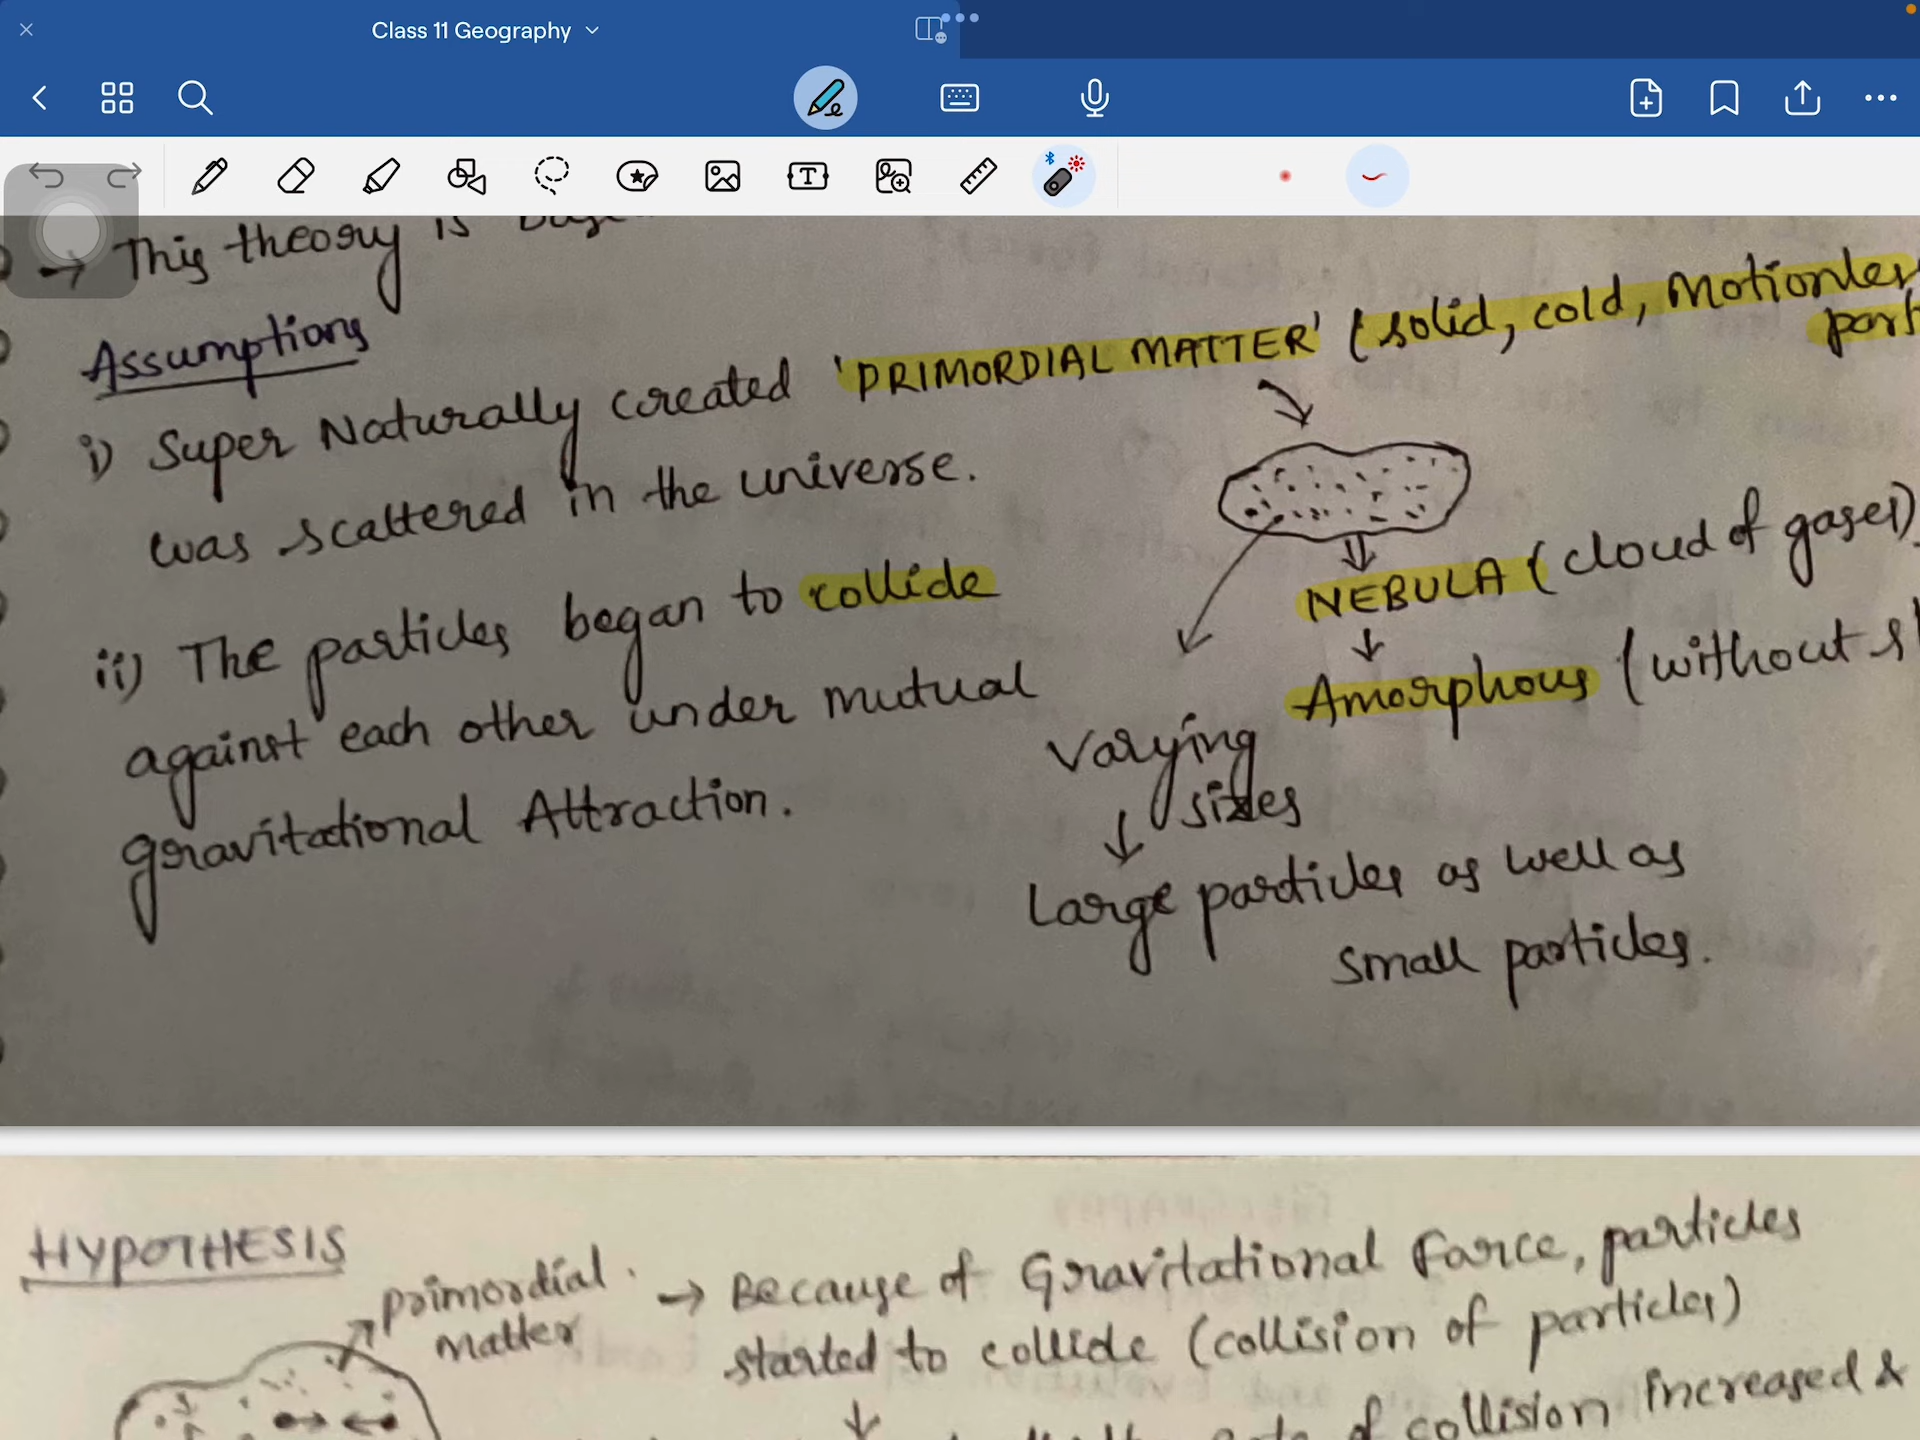 Class 11 Geography
→ This theory is
Assumptions
i) Super Naturally created 'PRIMORDIAL MATTER' (solid, cold, Motionles
was scattered in the universe.
ii) The particles began to collide
against each other under mutual
gravitational Attraction.
NEBULA (cloud of gases)
Amorphous (without
Varying
sizes
Large particles as well as
small particles.
HYPOTHESIS
primordial
matter
→ Because of Gravitational Force, particles
started to collide (collision of particles)
of collision increased &